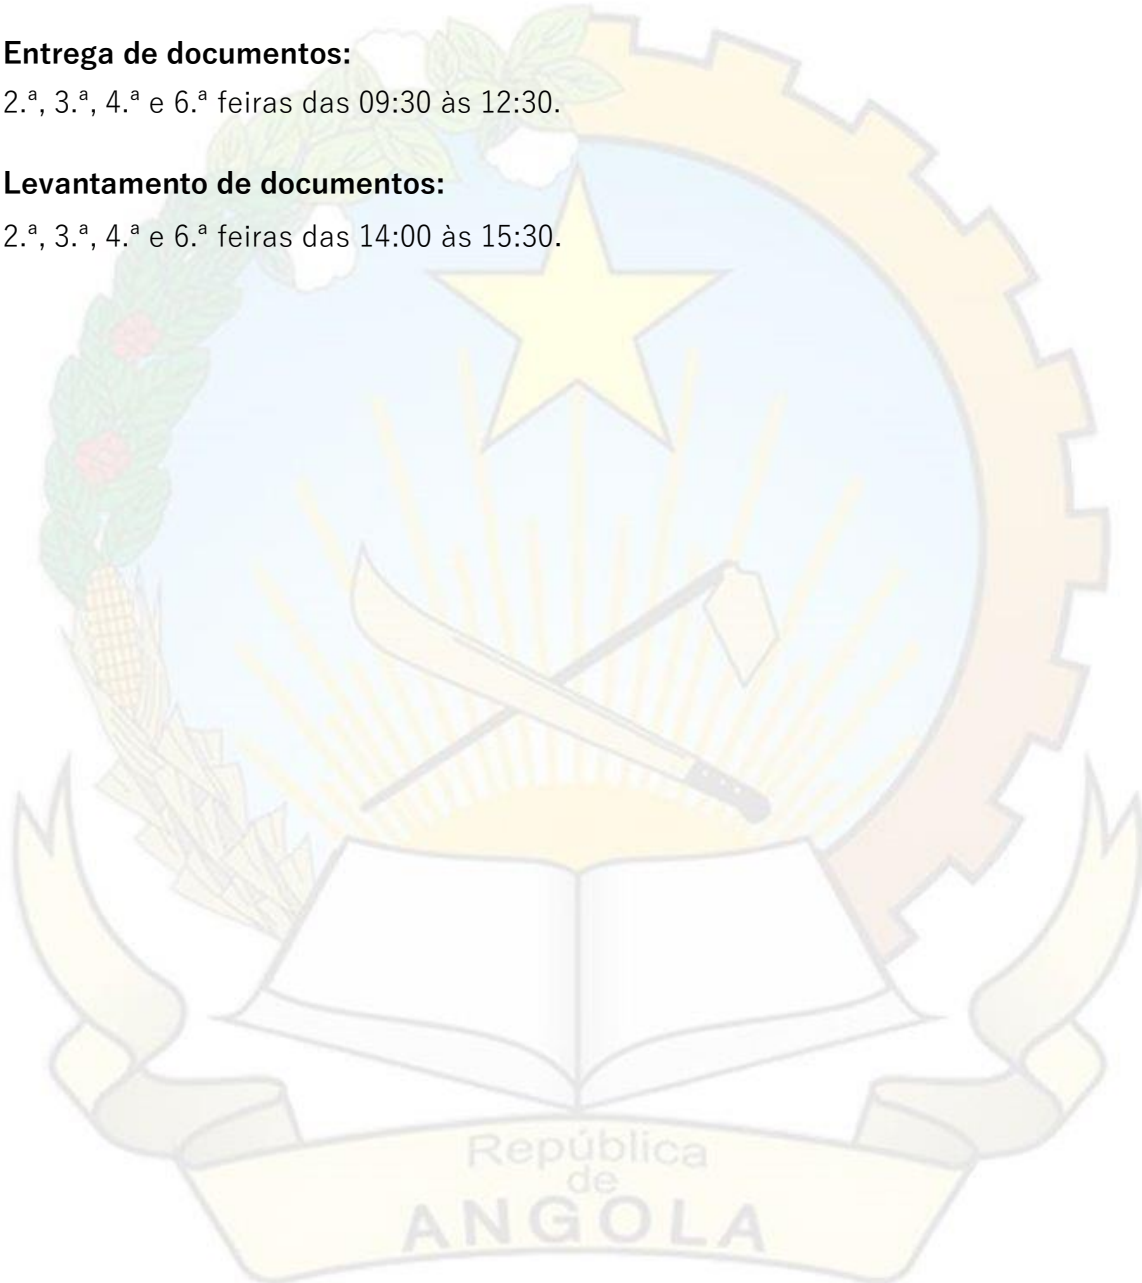 Entrega de documentos:
2.ª, 3.ª, 4.ª e 6.ª feiras das 09:30 às 12:30.
Levantamento de documentos:
2.ª, 3.ª, 4.ª e 6.ª feiras das 14:00 às 15:30.
República
de
ANGOLA